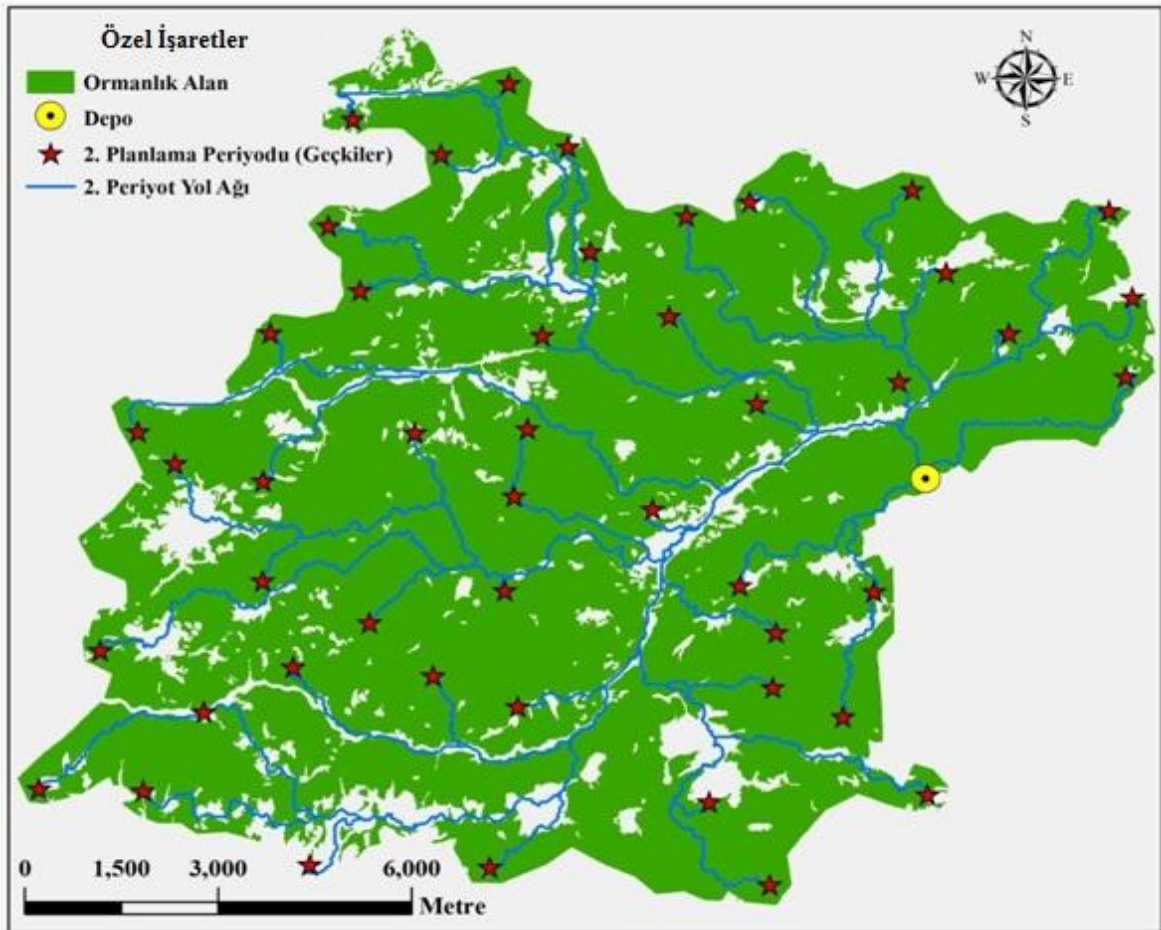 Özel İşaretler
Ormanlık Alan
Depo
2. Planlama Periyodu (Geçkiler)
2. Periyot Yol Ağı
N
W E
S
0 1,500 3,000 6,000
Metre